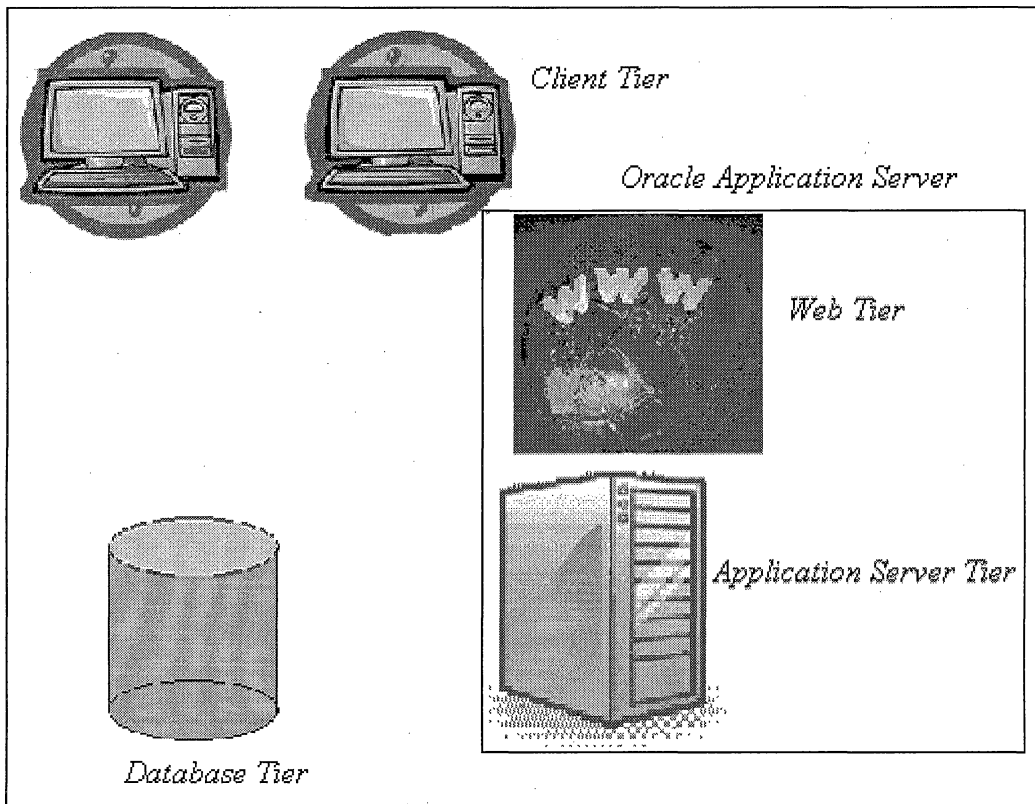 Client Tier
Oracle Application Server
W W W
Web Tier
Application Server Tier
Database Tier